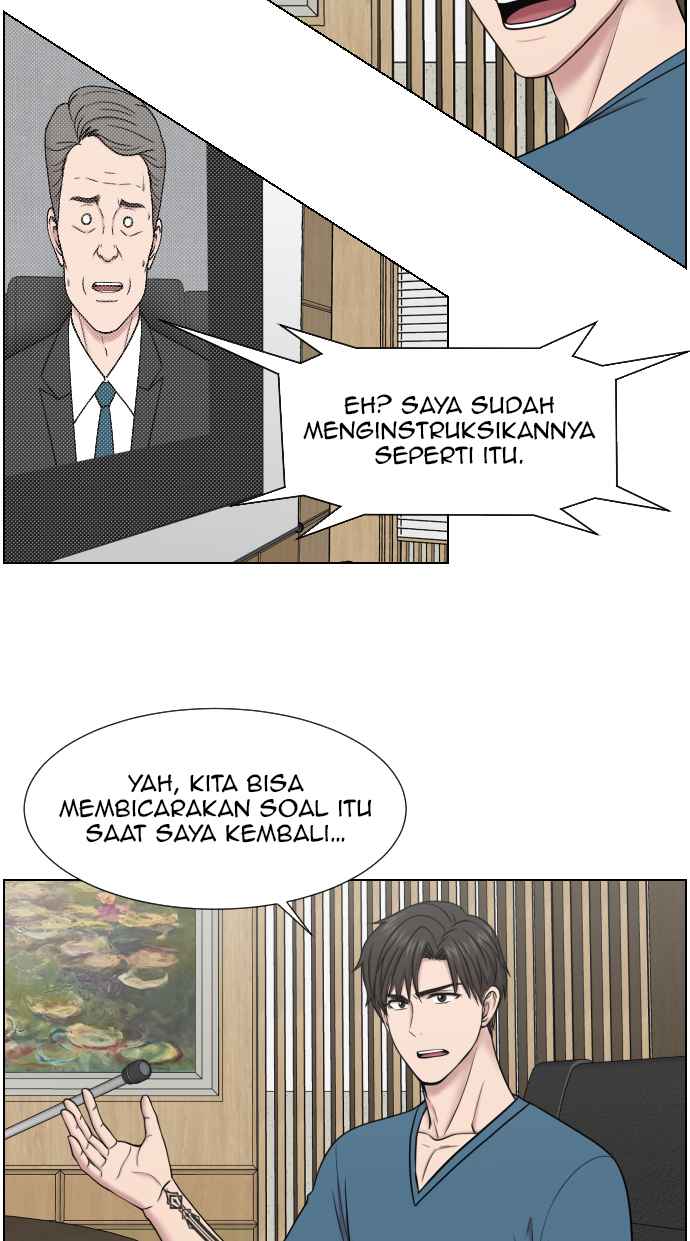 EH? SAYA SUDAH
MENGINSTRUKSIKANNYA
SEPERTI ITU.
YAH, KITA BISA
MEMBICARAKAN SOAL ITU
SAAT SAYA KEMBALI...